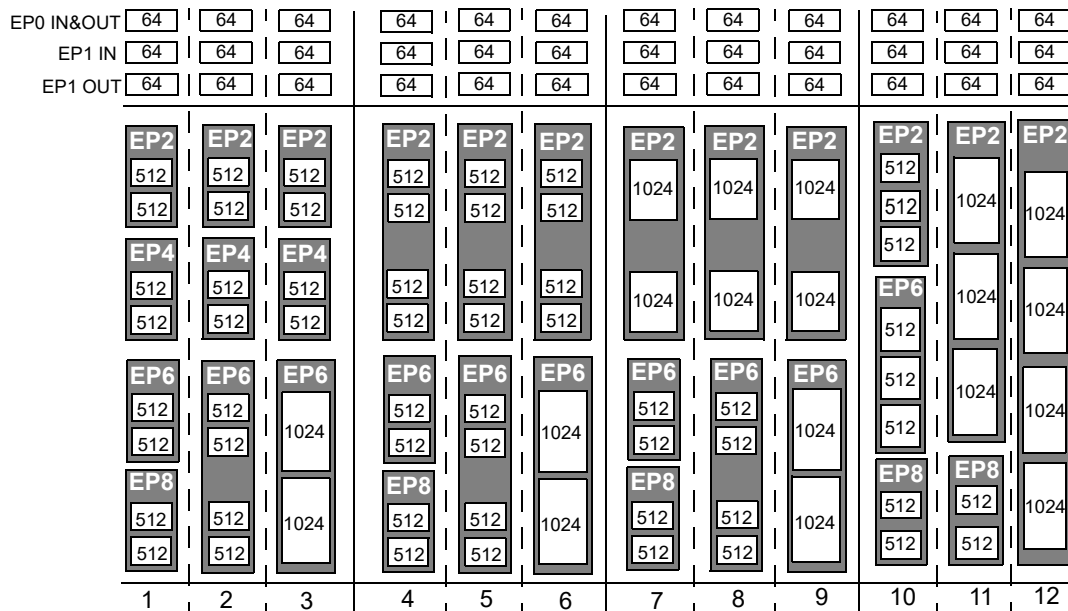 EP0 IN&OUT 64 64 64 64 64 64 64 64 64 64 64 64
EP1 IN 64 64 64 64 64 64 64 64 64 64 64 64
EP1 OUT 64 64 64 64 64 64 64 64 64 64 64 64
EP2 EP2 EP2 EP2 EP2 EP2 EP2 EP2 EP2 EP2 EP2 EP2
512 512 512 512 512 512 1024 1024 1024 512 1024 1024
512 512 512 512 512 512 512
512
EP4 EP4 EP4
512 512 512 512 512 512 1024 1024 1024 EP6 1024 1024
512 512 512 512 512 512 512
EP6 EP6 EP6 EP6 EP6 EP6 EP6 EP6 EP6 512
512 512 1024 512 512 1024 512 512 1024 512 1024 1024
512 512 512 512 512 512
EP8 EP8 EP8 EP8 EP8
512 512 1024 512 512 1024 512 512 1024 512 512 1024
512 512 512 512 512 512 512 512
1 2 3 4 5 6 7 8 9 10 11 12